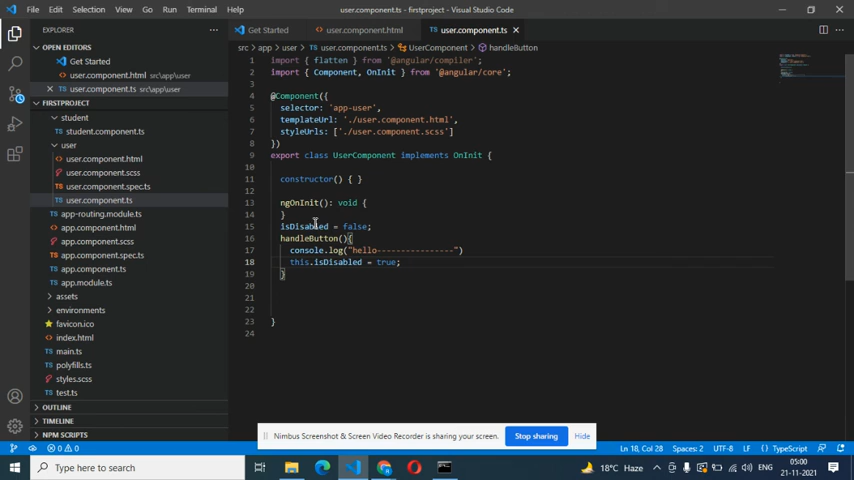 File Edit Selection View Go Run Terminal Help
user.component.ts - firstproject - Visual Studio Code
EXPLORER
OPEN EDITORS
Get Started
user.component.html src\app\user
user.component.ts src\app\user
FIRSTPROJECT
student
student.component.ts
user
user.component.html
user.component.scss
user.component.spec.ts
user.component.ts
app-routing.module.ts
app.component.html
app.component.scss
app.component.spec.ts
app.component.ts
app.module.ts
assets
environments
favicon.ico
index.html
main.ts
polyfills.ts
styles.scss
test.ts
OUTLINE
TIMELINE
NPM SCRIPTS
Get Started
user.component.html
user.component.ts
src > app > user > user.component.ts > UserComponent > handleButton
1 import { flatten } from '@angular/compiler';
2 import { Component, OnInit } from '@angular/core';
3
4 @Component({
5 selector: 'app-user',
6 templateUrl: './user.component.html',
7 styleUrls: ['./user.component.scss']
8 })
9 export class UserComponent implements OnInit {
10
11 constructor() { }
12
13 ngOnInit(): void {
14 }
15 isDisabled = false;
16 handleButton(){
17 console.log("hello----------------")
18 this.isDisabled = true;
19 }
20
21
22
23 }
24
Nimbus Screenshot & Screen Video Recorder is sharing your screen.
Stop sharing
Hide
0 0
Ln 18, Col 28 Spaces: 2 UTF-8 LF TypeScript
Type here to search
18°C Haze
ENG
05:00
21-11-2021